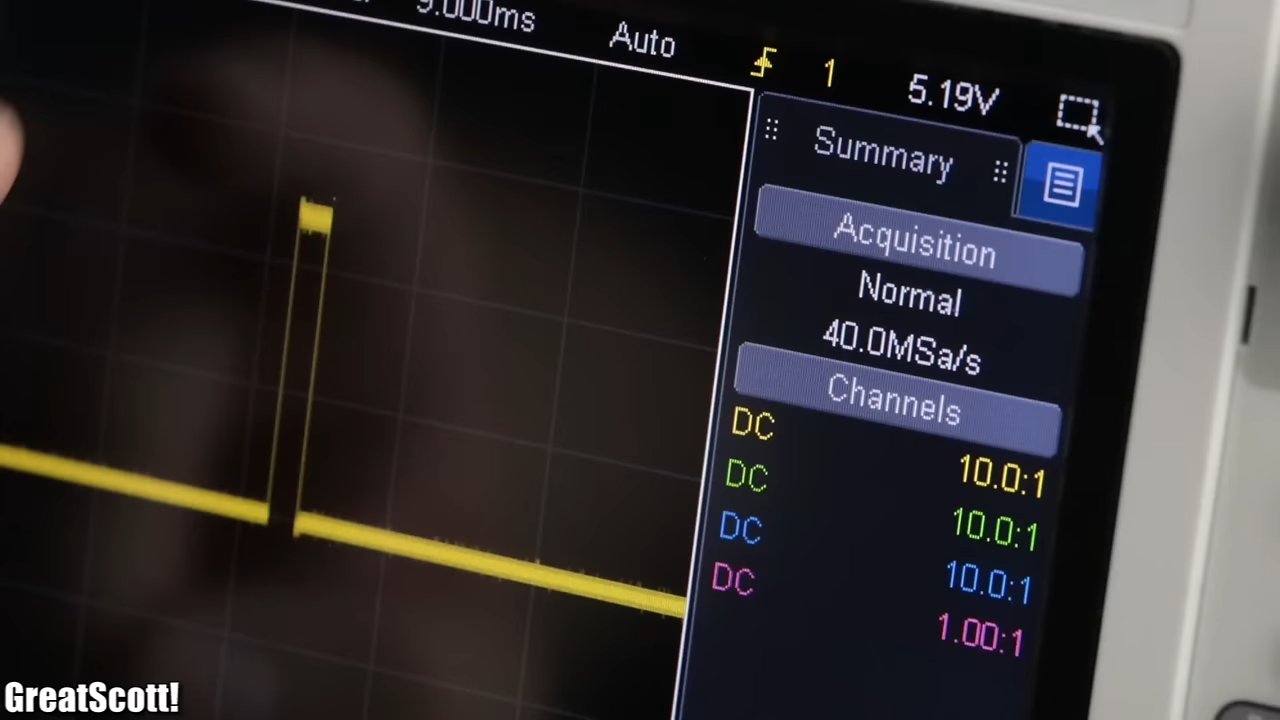 9.000ms
Auto
1
5.19V
Summary
Acquisition
Normal
40.0MSa/s
Channels
DC 10.0:1
DC 10.0:1
DC 10.0:1
DC 1.00:1
GreatScott!